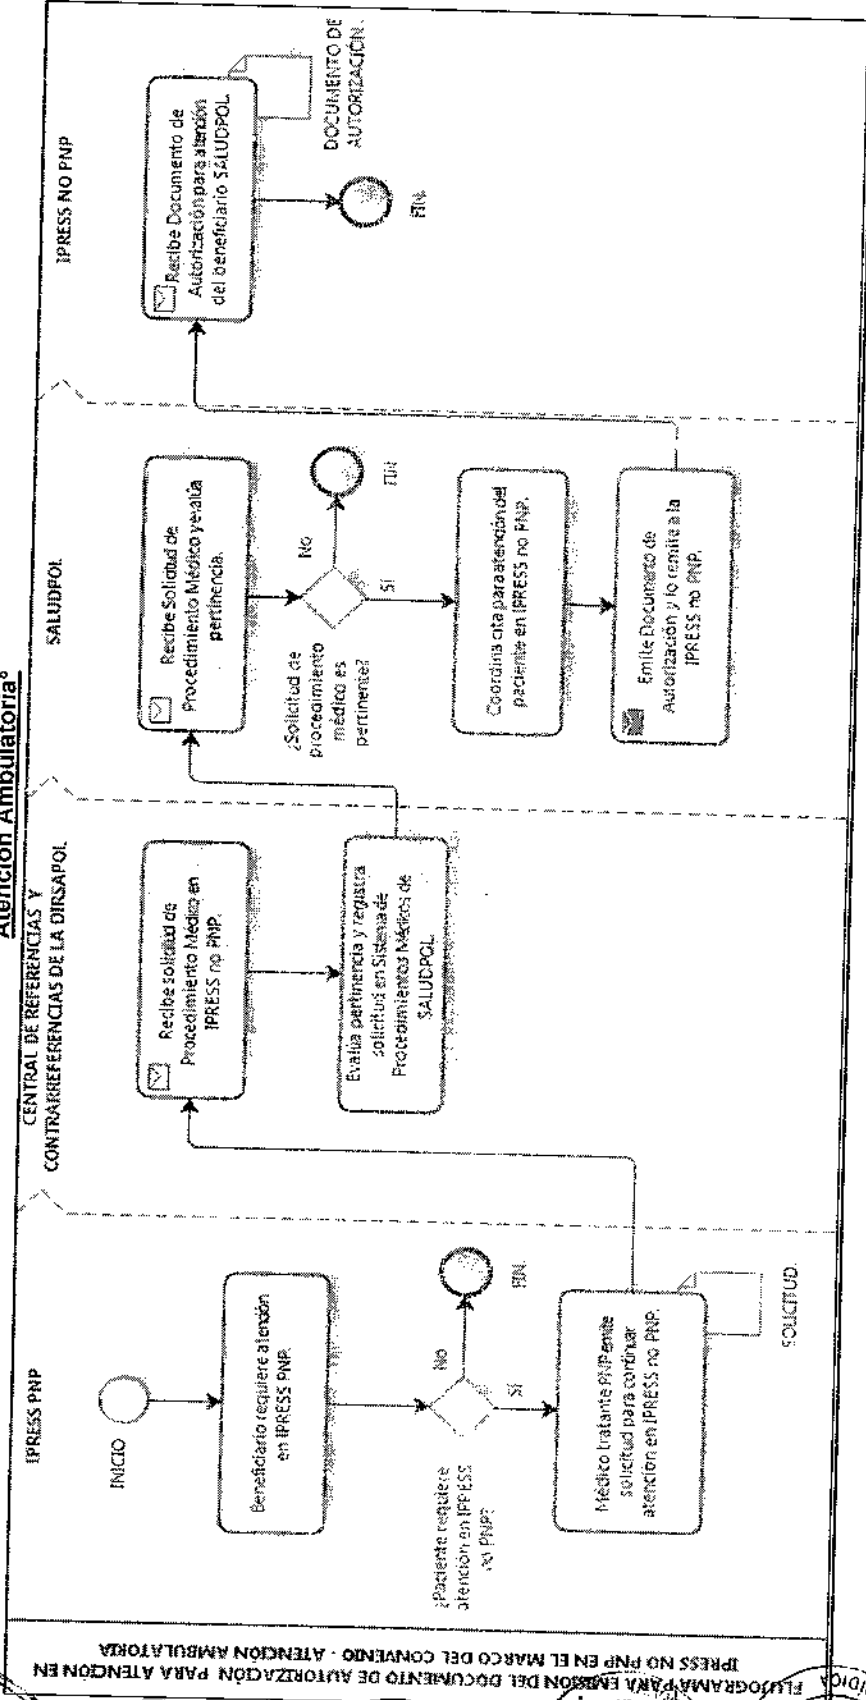 Atención Ambulatoria"
FLUJOGRAMA PARA EMISIÓN DEL DOCUMENTO DE AUTORIZACIÓN PARA ATENCIÓN EN
IPRESS NO PNP EN EL MARCO DEL CONVENIO - ATENCIÓN AMBULATORIA
IPRESS PNP
INICIO
Beneficiario requiere atención
en IPRESS PNP.
¿Paciente requiere
atención en IPRESS
no PNP?
No
FIN
Sí
Médico tratante PNP emite
solicitud para continuar
atención en IPRESS no PNP.
SOLICITUD.
CENTRAL DE REFERENCIAS Y
CONTRARREFERENCIAS DE LA DIRSAPOL
Recibe solicitud de
Procedimiento Médico en
IPRESS no PNP.
Evalúa pertinencia y registra
solicitud en Sistema de
Procedimientos Médicos de
SALUDPOL.
SALUDPOL
Recibe Solicitud de
Procedimiento Médico y evalúa
pertinencia.
¿Solicitud de
procedimiento
médico es
pertinente?
No
FIN
Sí
Coordina cita para atención del
paciente en IPRESS no PNP.
Emite Documento de
Autorización y lo remite a la
IPRESS no PNP.
IPRESS NO PNP
Recibe Documento de
Autorización para atención
del beneficiario SALUDPOL.
DOCUMENTO DE
AUTORIZACIÓN.
FIN.